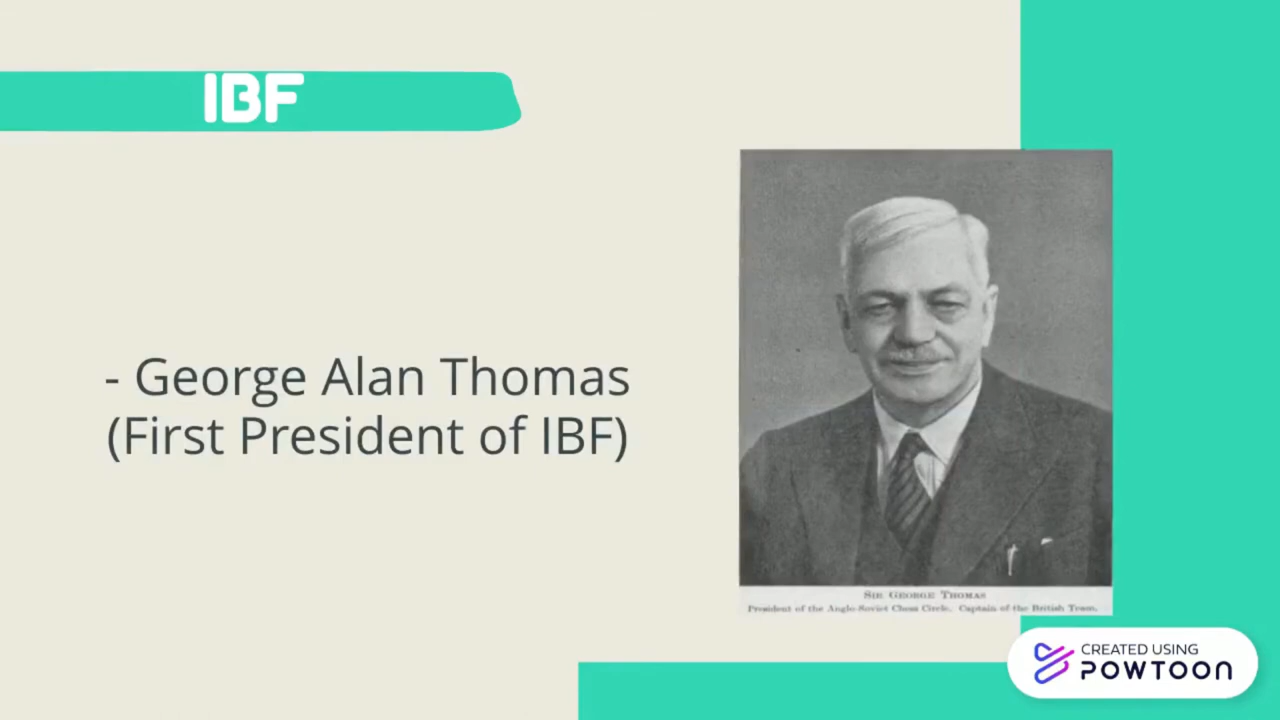 IBF
- George Alan Thomas
(First President of IBF)
SIR GEORGE THOMAS
President of the Anglo-Soviet Chess Circle. Captain of the British Team.
CREATED USING
POWTOON